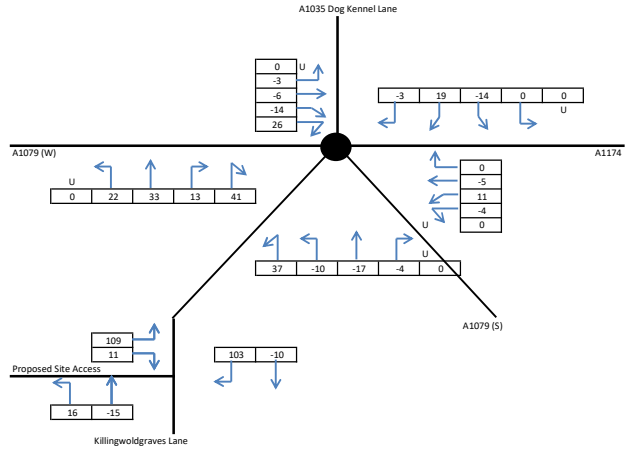 A1035 Dog Kennel Lane
0 U
-3
-6
-14
26
-3 19 -14 0 0
U
A1079 (W)
A1174
U
0 22 33 13 41
0
-5
11
-4
0
U
U
37 -10 -17 -4 0
A1079 (S)
109
11
103 -10
Proposed Site Access
16 -15
Killingwoldgraves Lane